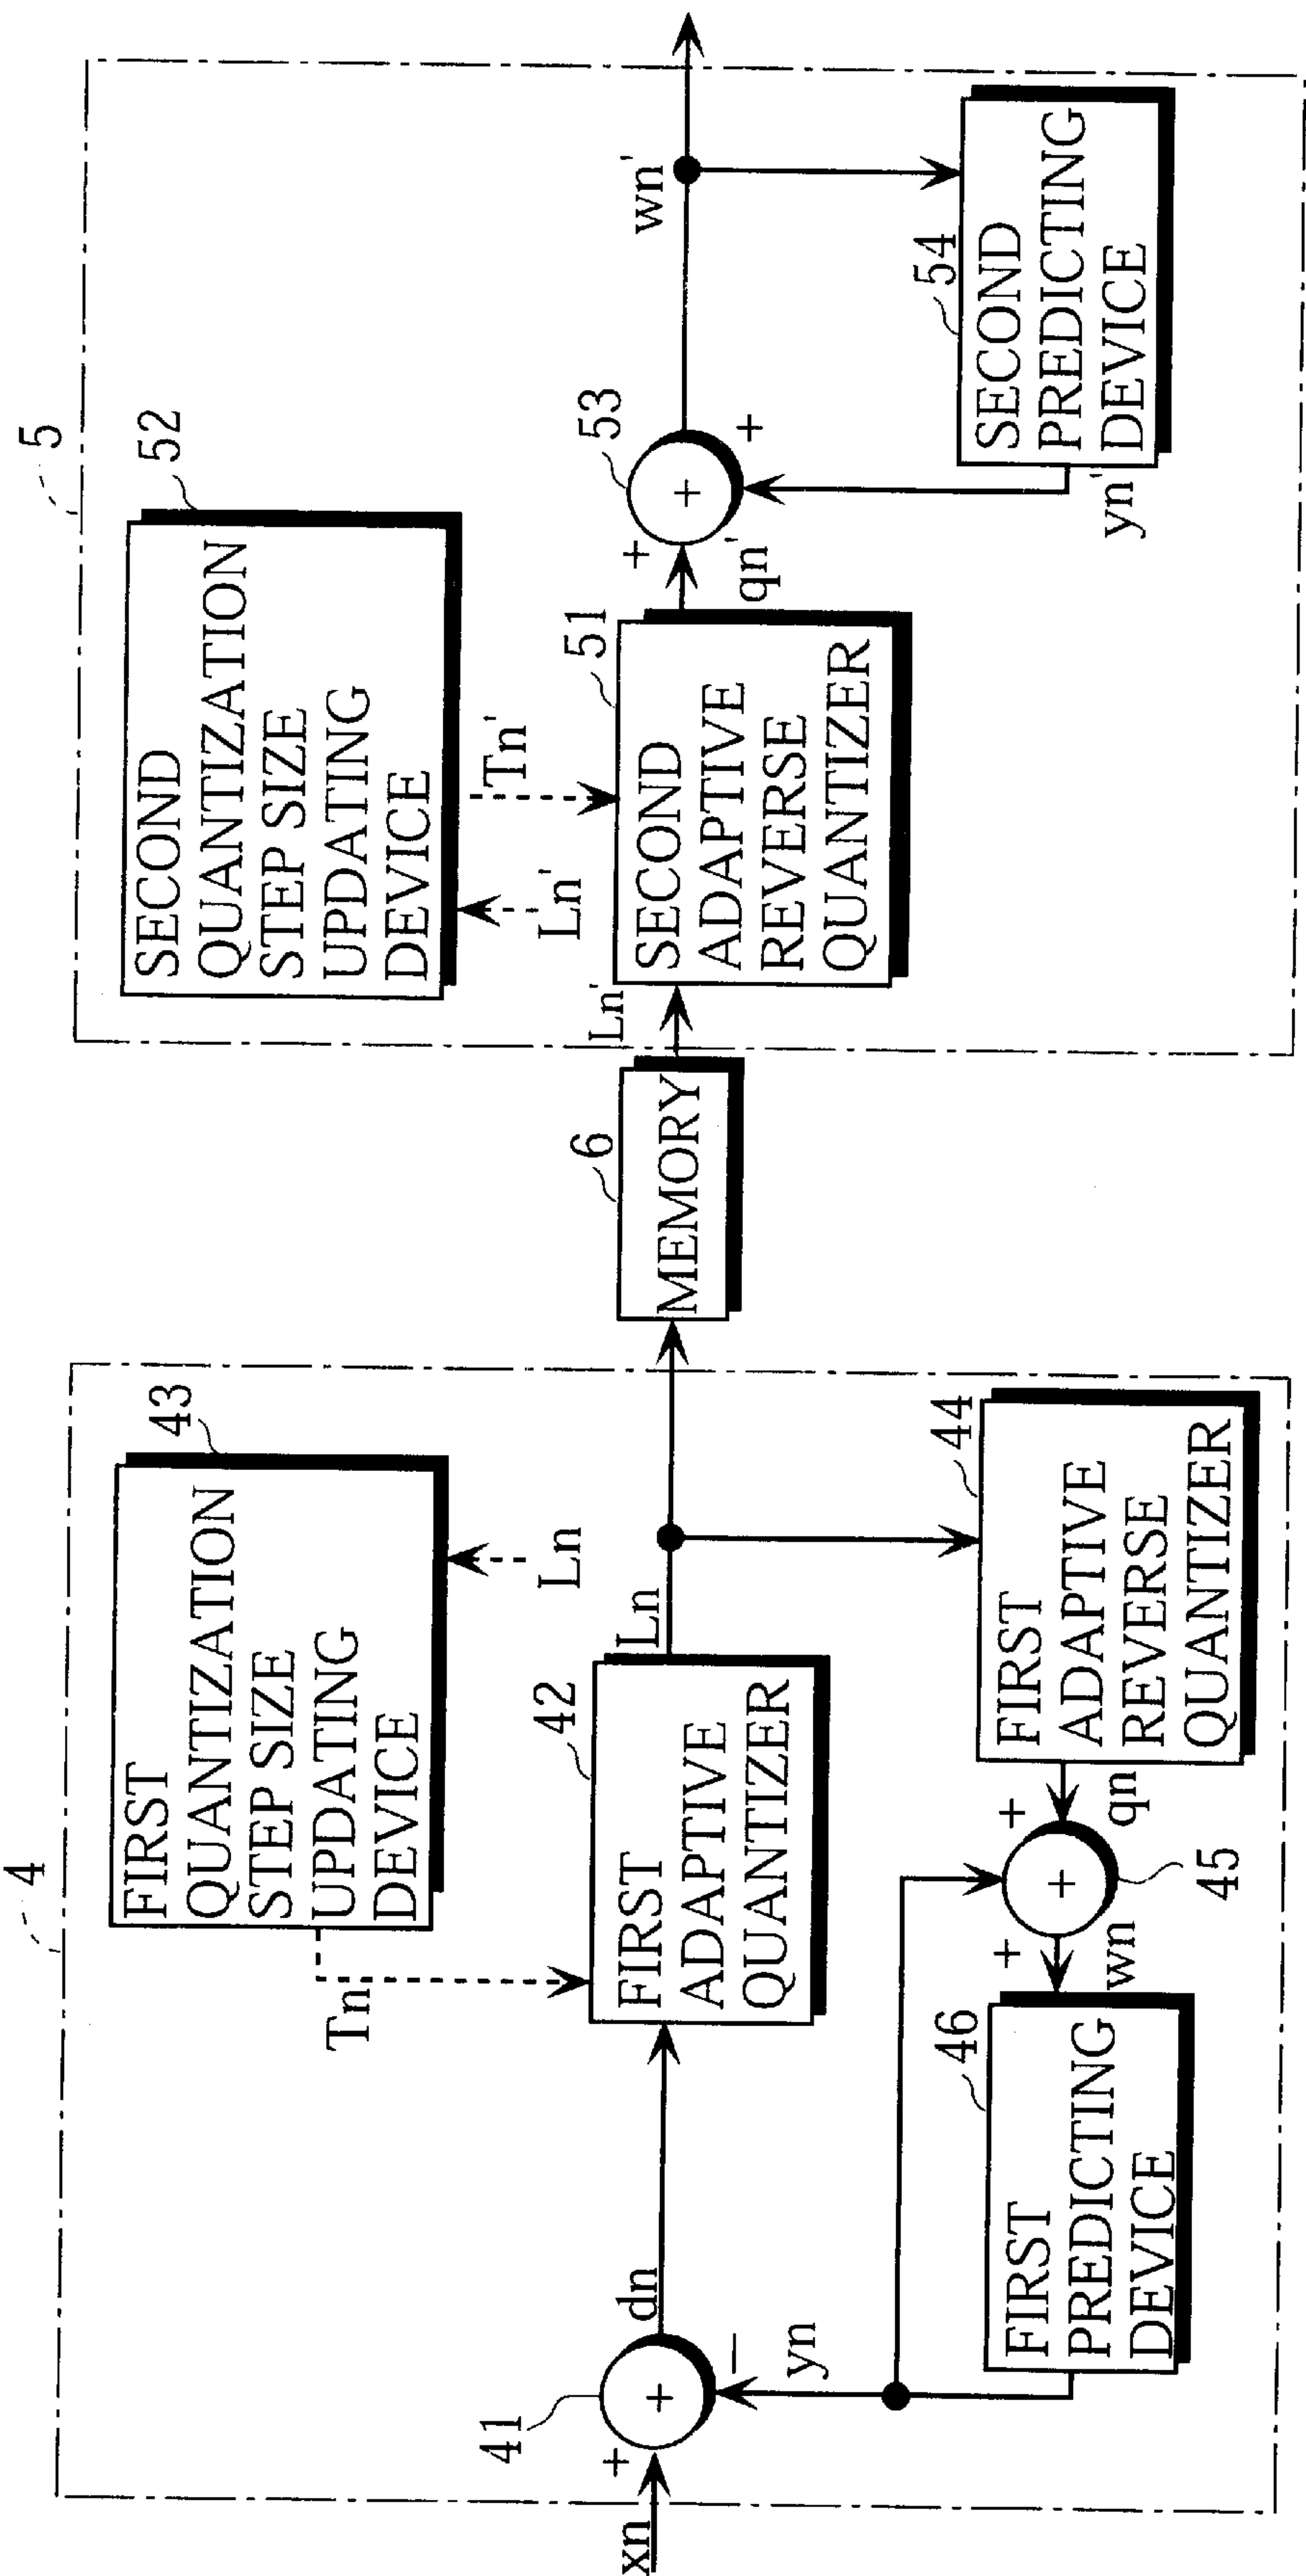 4
FIRST
QUANTIZATION
STEP SIZE
UPDATING
DEVICE
43
Tn
Ln
xn
+
41
+
−
dn
yn
42
FIRST
ADAPTIVE
QUANTIZER
Ln
44
FIRST
ADAPTIVE
REVERSE
QUANTIZER
qn
+
+
+
45
wn
46
FIRST
PREDICTING
DEVICE
6
MEMORY
5
SECOND
QUANTIZATION
STEP SIZE
UPDATING
DEVICE
52
Ln'
Tn'
Ln'
51
SECOND
ADAPTIVE
REVERSE
QUANTIZER
qn'
+
53
+
+
wn'
54
SECOND
PREDICTING
DEVICE
yn'